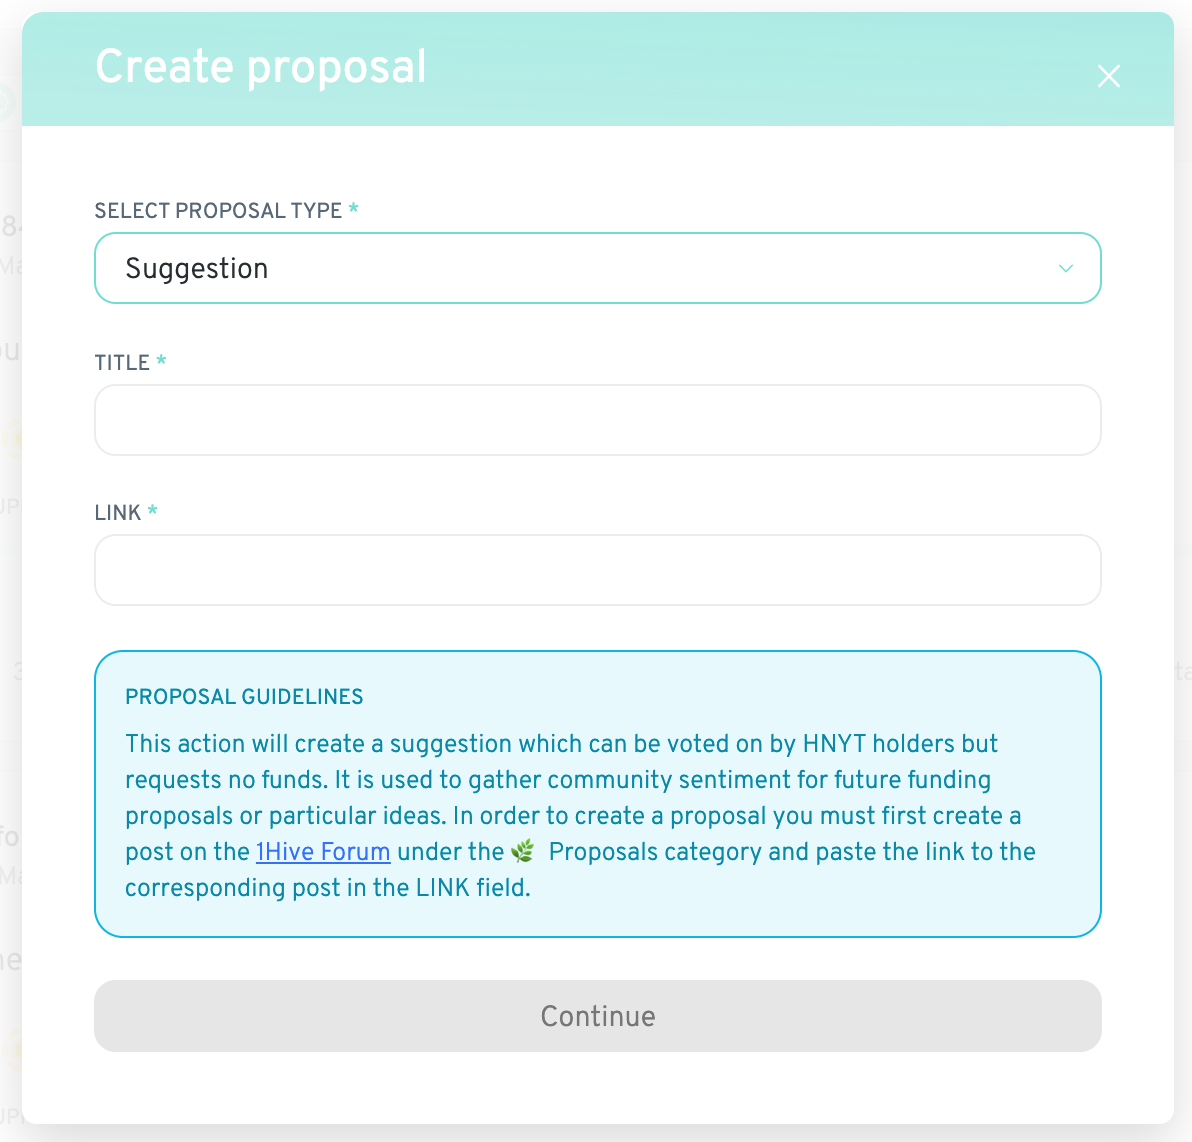 Create proposal
SELECT PROPOSAL TYPE *
Suggestion
TITLE *
LINK *
PROPOSAL GUIDELINES
This action will create a suggestion which can be voted on by HNYT holders but
requests no funds. It is used to gather community sentiment for future funding
proposals or particular ideas. In order to create a proposal you must first create a
post on the 1Hive Forum under the 🌿 Proposals category and paste the link to the
corresponding post in the LINK field.
Continue